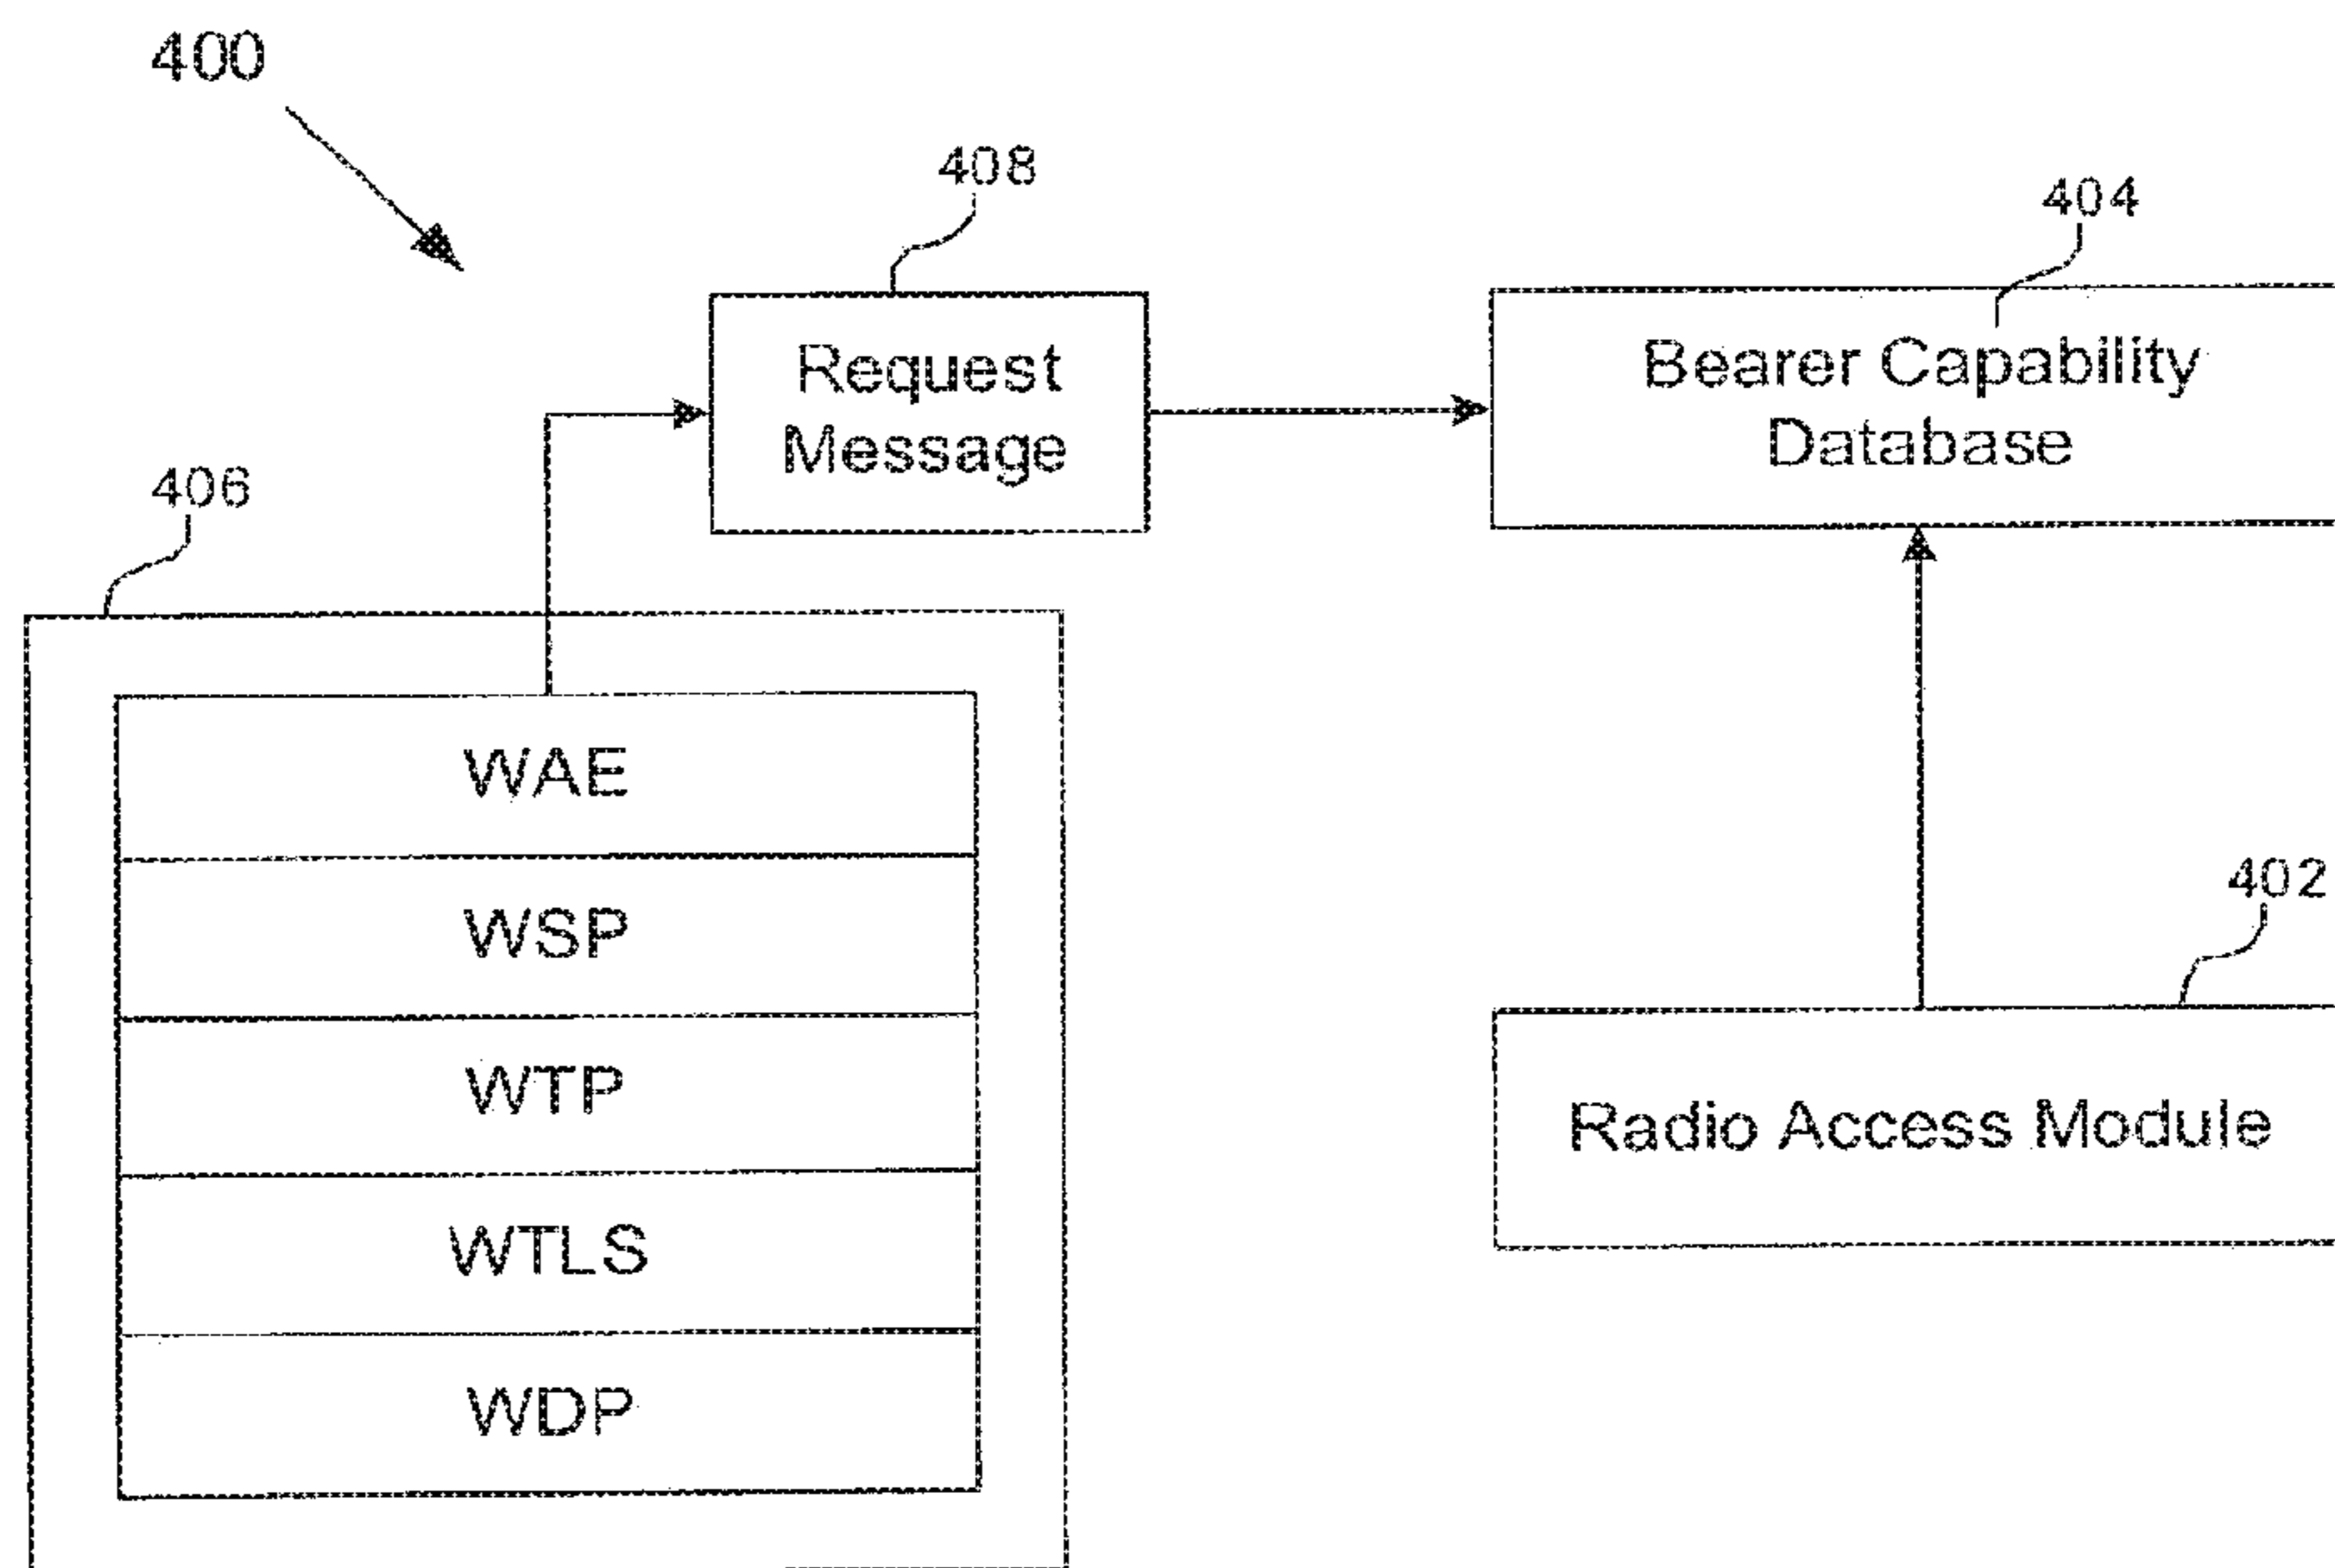 400
408
404
Request
Message
Bearer Capability
Database
406
WAE
WSP
WTP
WTLS
WDP
402
Radio Access Module